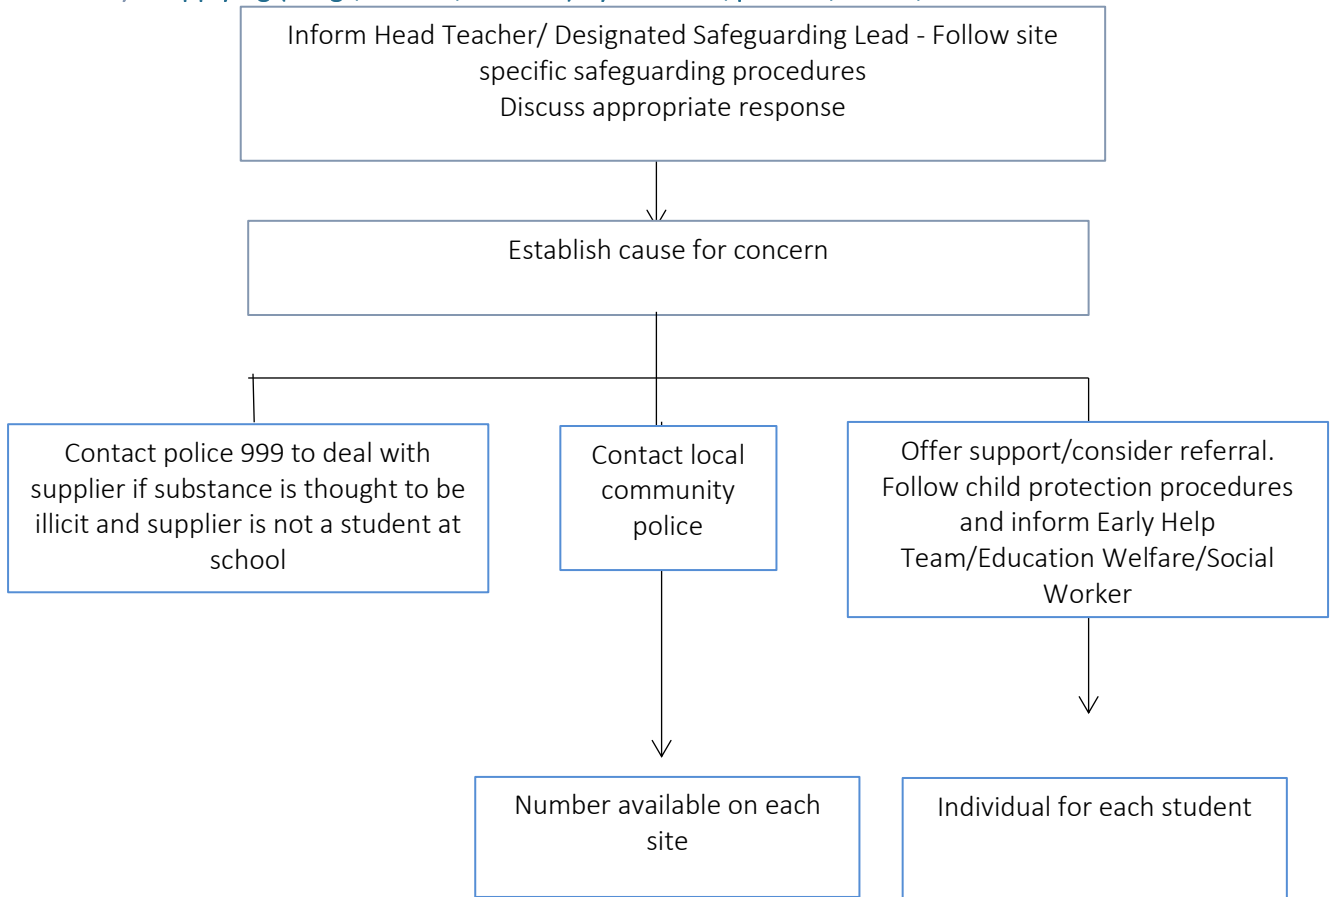 Inform Head Teacher/ Designated Safeguarding Lead - Follow site
specific safeguarding procedures
Discuss appropriate response
Establish cause for concern
Contact police 999 to deal with
supplier if substance is thought to be
illicit and supplier is not a student at
school
Contact local
community
police
Offer support/consider referral.
Follow child protection procedures
and inform Early Help
Team/Education Welfare/Social
Worker
Number available on each
site
Individual for each student